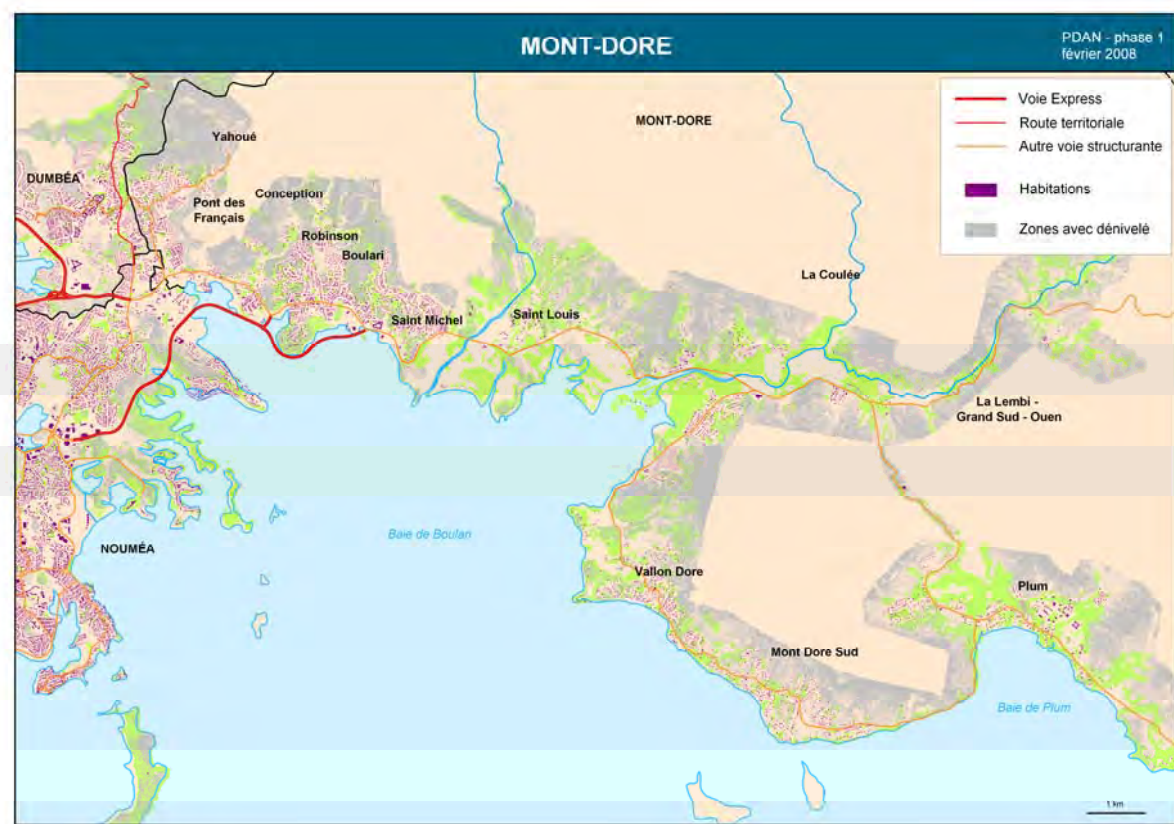 MONT-DORE
PDAN - phase 1
février 2008
Voie Express
Route territoriale
Autre voie structurante
Habitations
Zones avec dénivelé
MONT-DORE
Yahoué
DUMBÉA
Conception
Pont des
Français
Robinson
Boulari
La Coulée
Saint Michel
Saint Louis
La Lembi -
Grand Sud - Ouen
Baie de Boulari
NOUMÉA
Vallon Dore
Plum
Mont Dore Sud
Baie de Plum
1 km